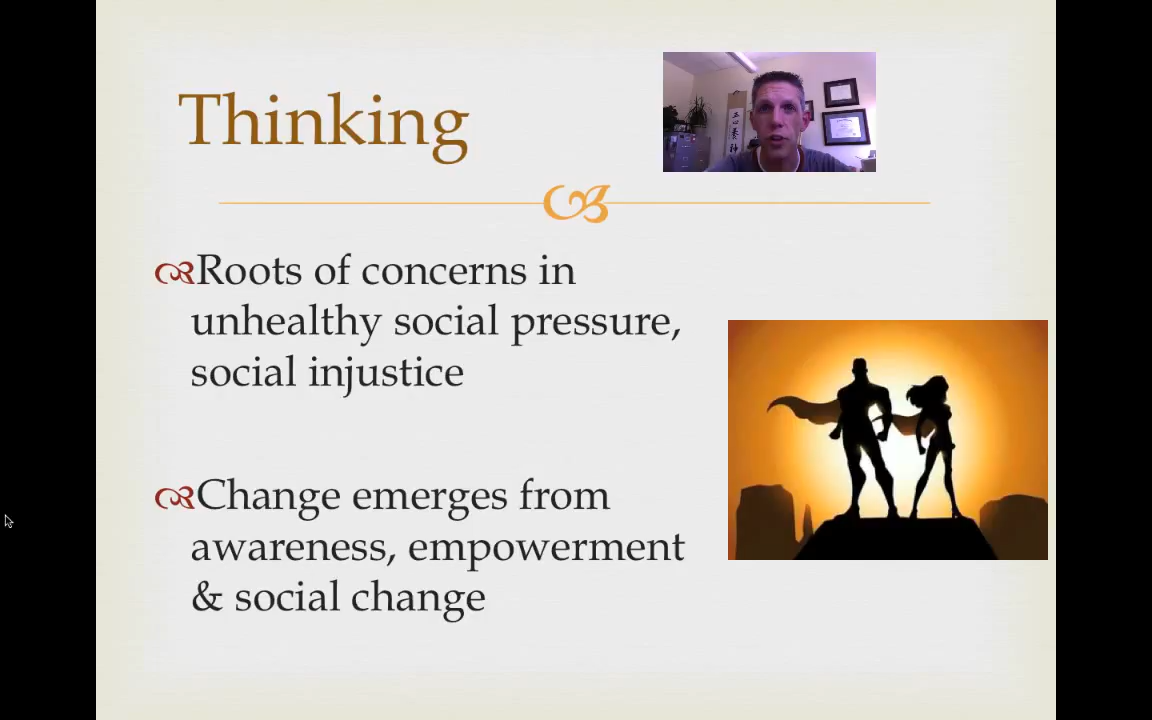 Thinking
Roots of concerns in
unhealthy social pressure,
social injustice
Change emerges from
awareness, empowerment
& social change